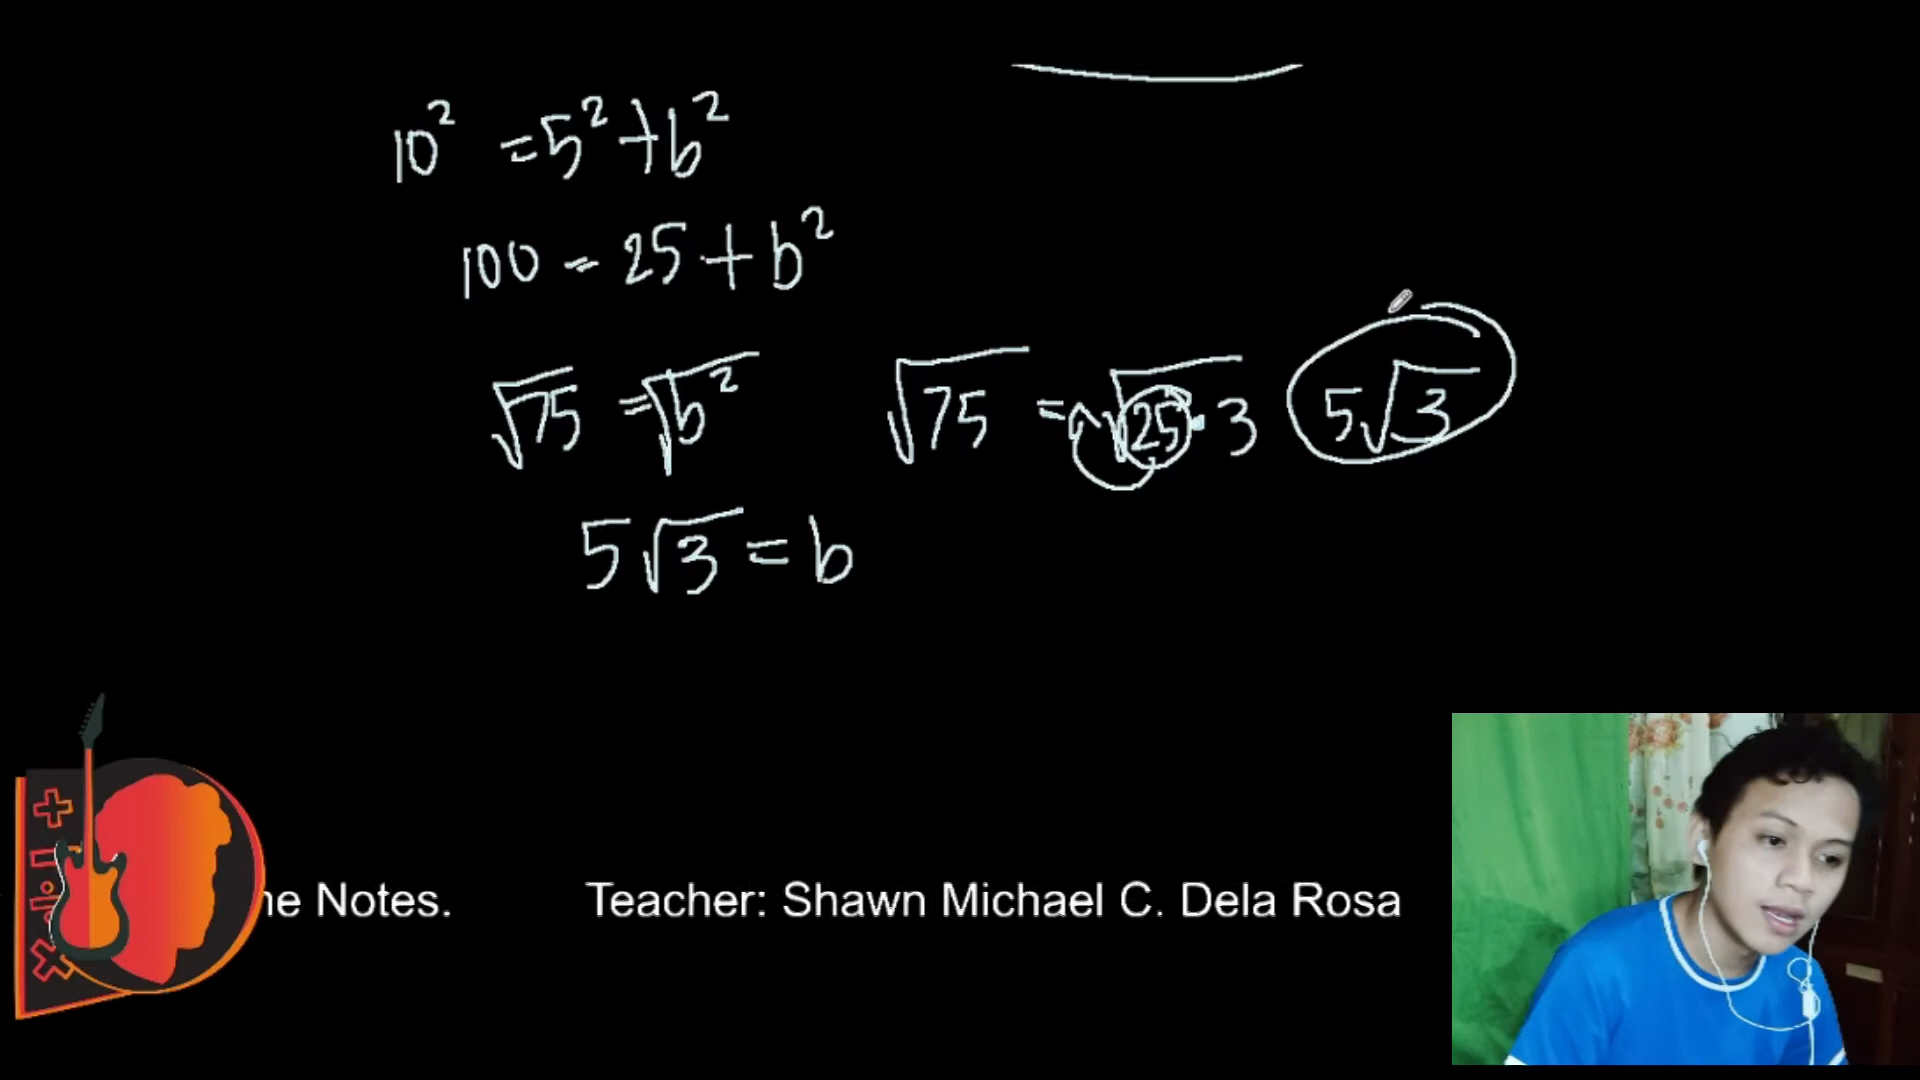 10² = 5² + b²
100 = 25 + b²
√75 = √b² √75 = √25·3 5√3
5√3 = b
he Notes. Teacher: Shawn Michael C. Dela Rosa